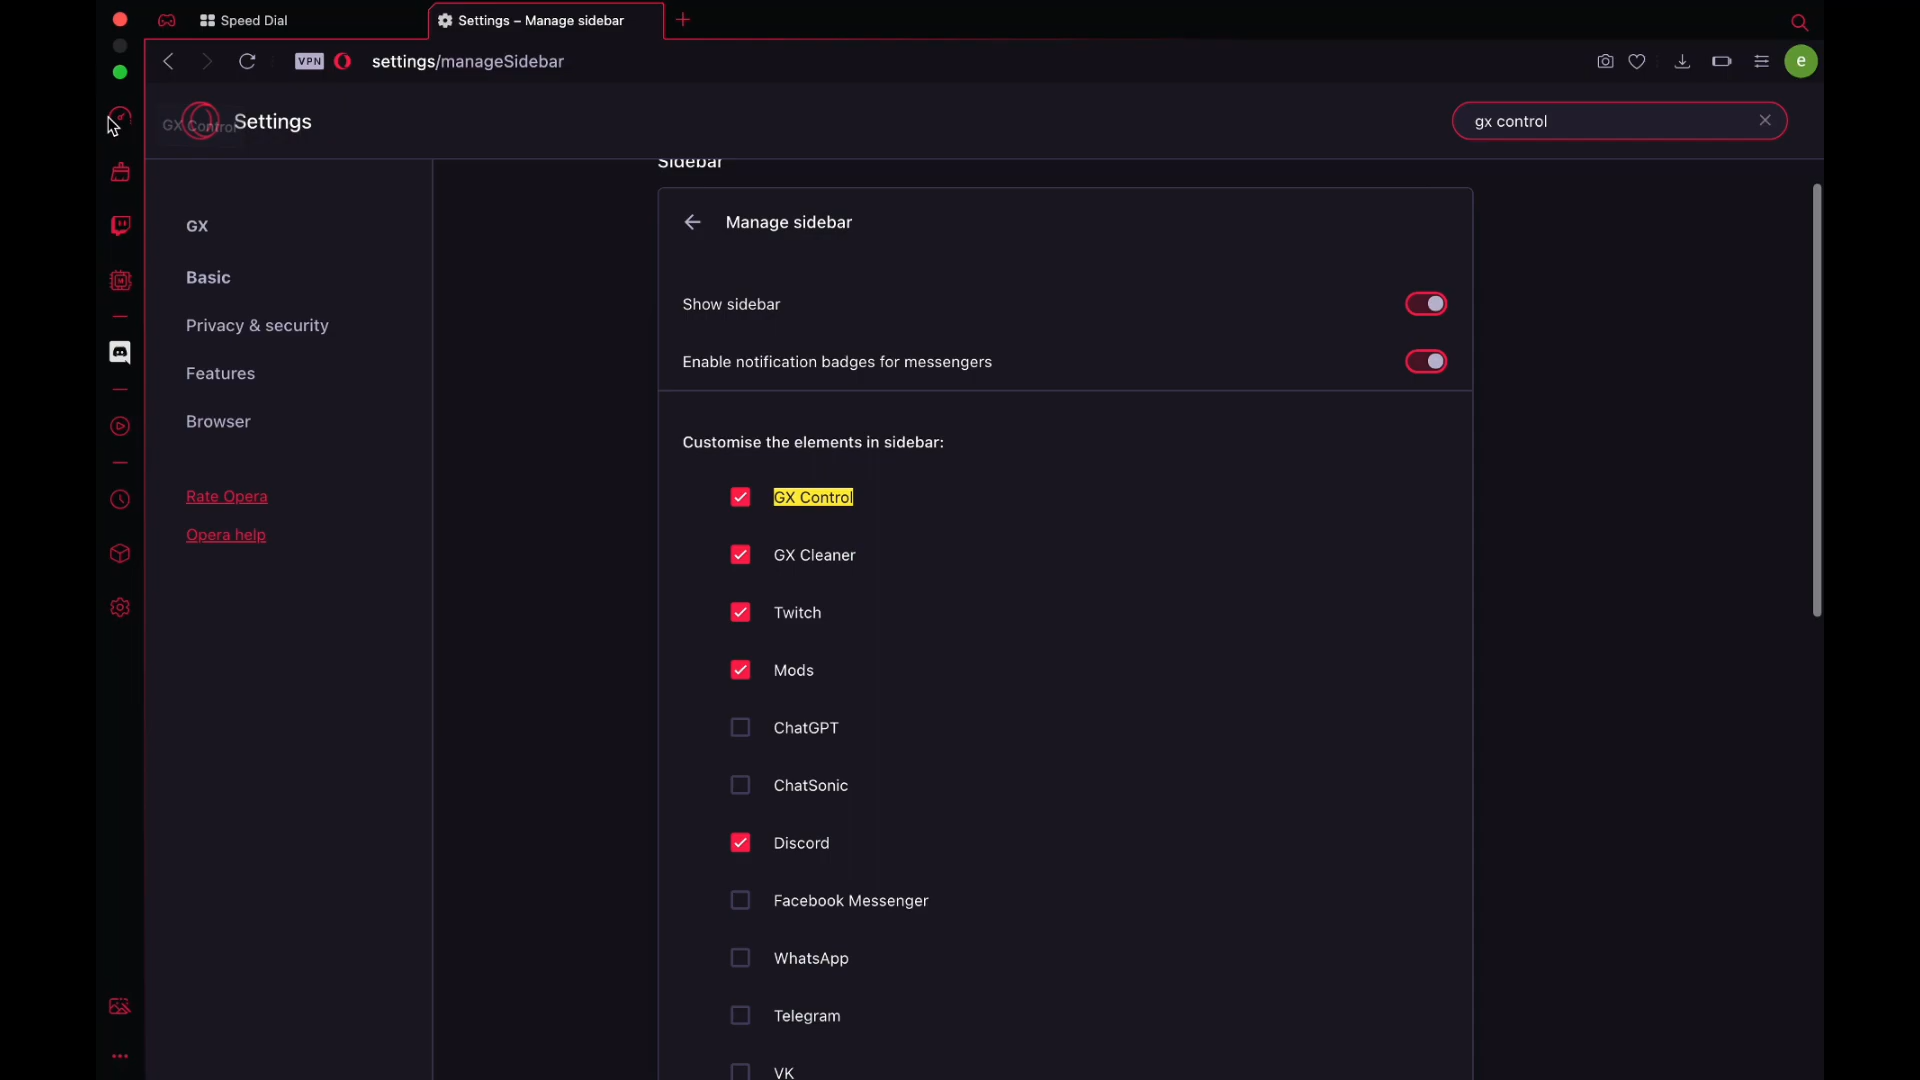 Speed Dial
Settings – Manage sidebar
VPN
settings/manageSidebar
e
GX Control
Settings
gx control
Sidebar
GX
Basic
Privacy & security
Features
Browser
Rate Opera
Opera help
Manage sidebar
Show sidebar
Enable notification badges for messengers
Customise the elements in sidebar:
GX Control
GX Cleaner
Twitch
Mods
ChatGPT
ChatSonic
Discord
Facebook Messenger
WhatsApp
Telegram
VK